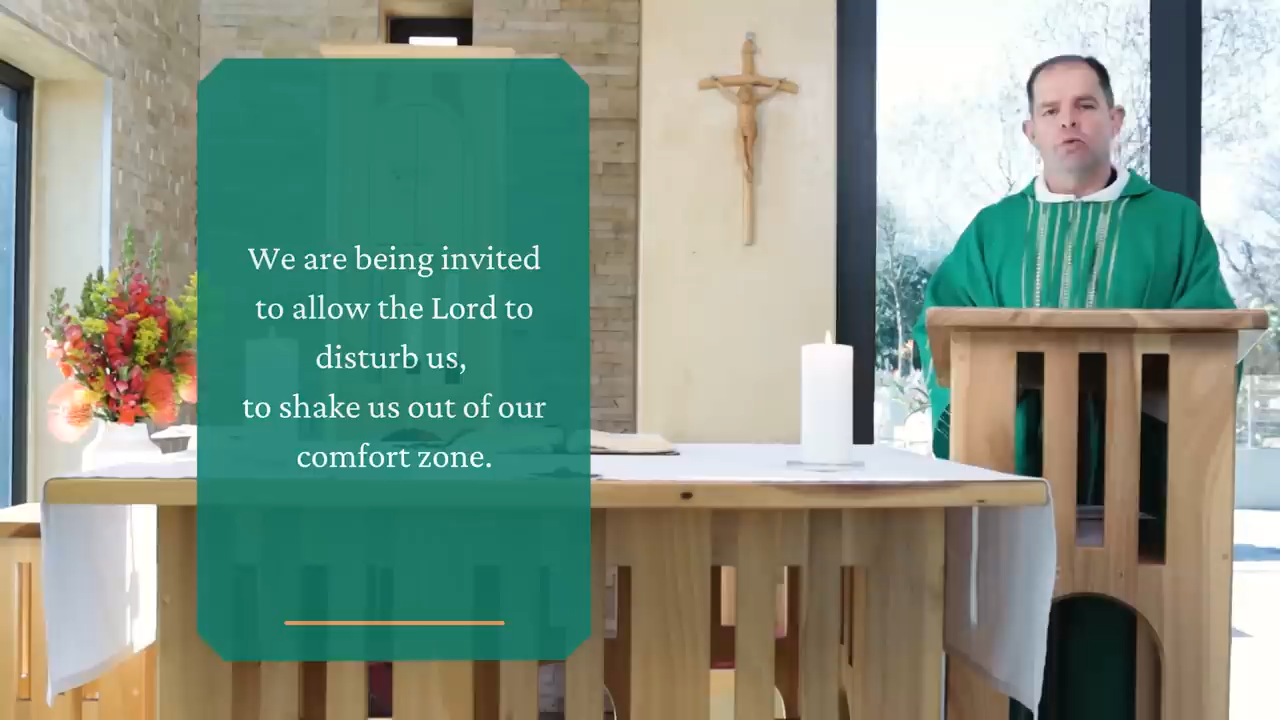 We are being invited
to allow the Lord to
disturb us,
to shake us out of our
comfort zone.